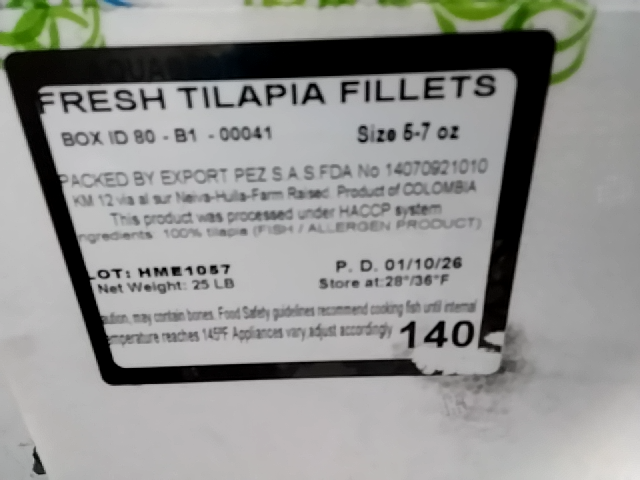 FRESH TILAPIA FILLETS
BOX ID 80 - B1 - 00041 Size 5-7 oz
PACKED BY EXPORT PEZ S.A.S.FDA No 14070921010
KM 12 via al sur Neiva-Huila-Farm Raised. Product of COLOMBIA
This product was processed under HACCP system
ngredients 100% tilapia (FISH / ALLERGEN PRODUCT)
LOT: HME1057 P. D. 01/10/26
Net Weight: 25 LB Store at:28°/36°F
aution, may contain bones. Food Safety guidelines recommend cooking fish until internal
emperature reaches 145°F Appliances vary, adjust accordingly 140